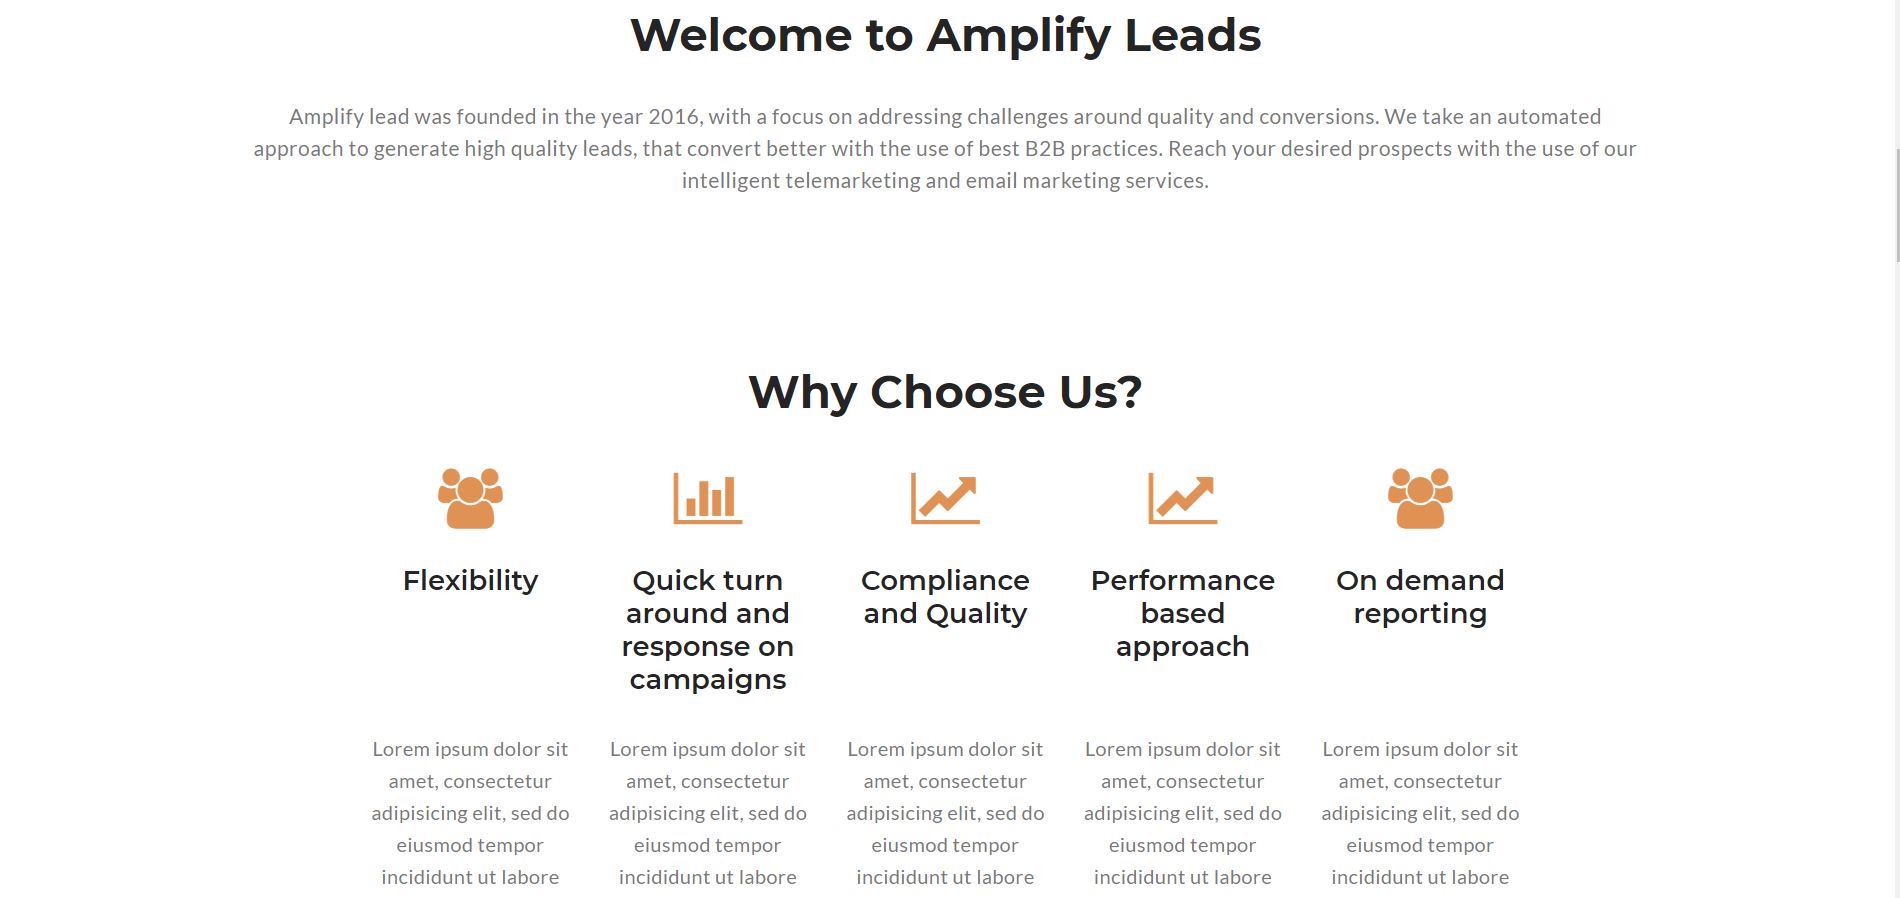 Welcome to Amplify Leads
Amplify lead was founded in the year 2016, with a focus on addressing challenges around quality and conversions. We take an automated
approach to generate high quality leads, that convert better with the use of best B2B practices. Reach your desired prospects with the use of our
intelligent telemarketing and email marketing services.
Why Choose Us?
Flexibility
Lorem ipsum dolor sit
amet, consectetur
adipisicing elit, sed do
eiusmod tempor
incididunt ut labore
Quick turn
around and
response on
campaigns
Lorem ipsum dolor sit
amet, consectetur
adipisicing elit, sed do
eiusmod tempor
incididunt ut labore
Compliance
and Quality
Lorem ipsum dolor sit
amet, consectetur
adipisicing elit, sed do
eiusmod tempor
incididunt ut labore
Performance
based
approach
Lorem ipsum dolor sit
amet, consectetur
adipisicing elit, sed do
eiusmod tempor
incididunt ut labore
On demand
reporting
Lorem ipsum dolor sit
amet, consectetur
adipisicing elit, sed do
eiusmod tempor
incididunt ut labore